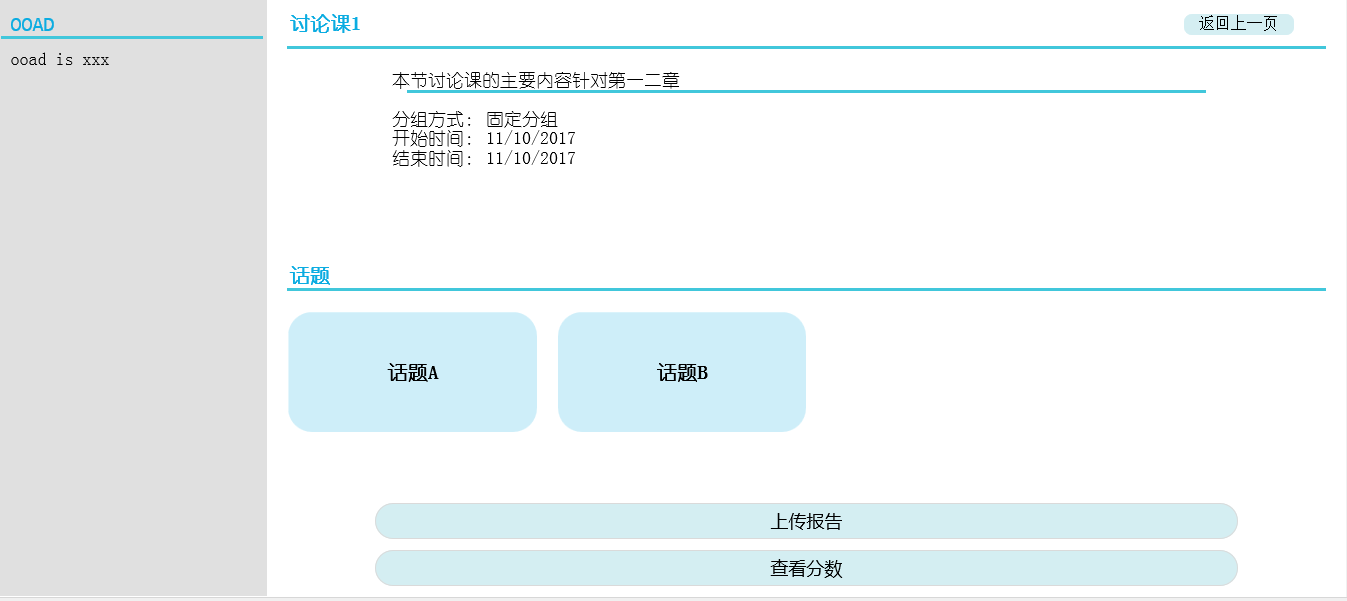 OOAD
ooad is xxx
讨论课1
返回上一页
本节讨论课的主要内容针对第一二章
分组方式: 固定分组
开始时间: 11/10/2017
结束时间: 11/10/2017
话题
话题A
话题B
上传报告
查看分数